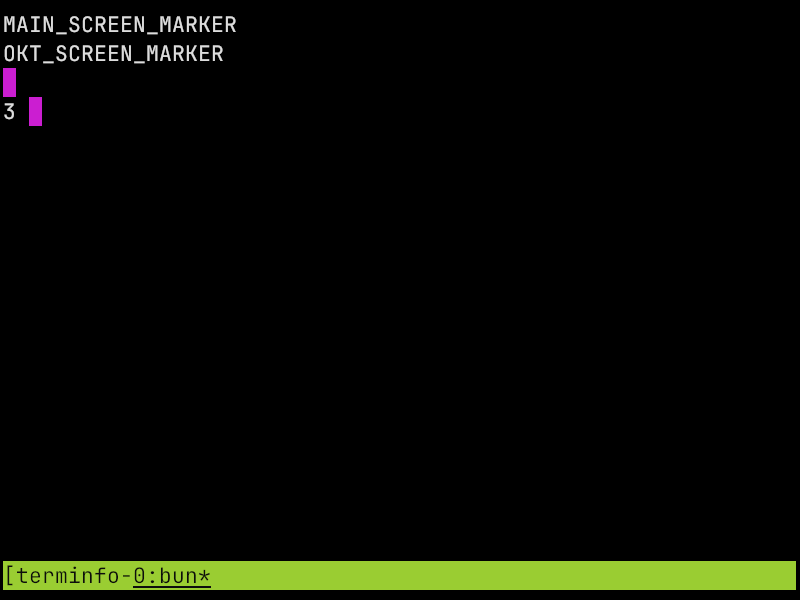 MAIN_SCREEN_MARKER
OKT_SCREEN_MARKER
3
[terminfo-0:bun*